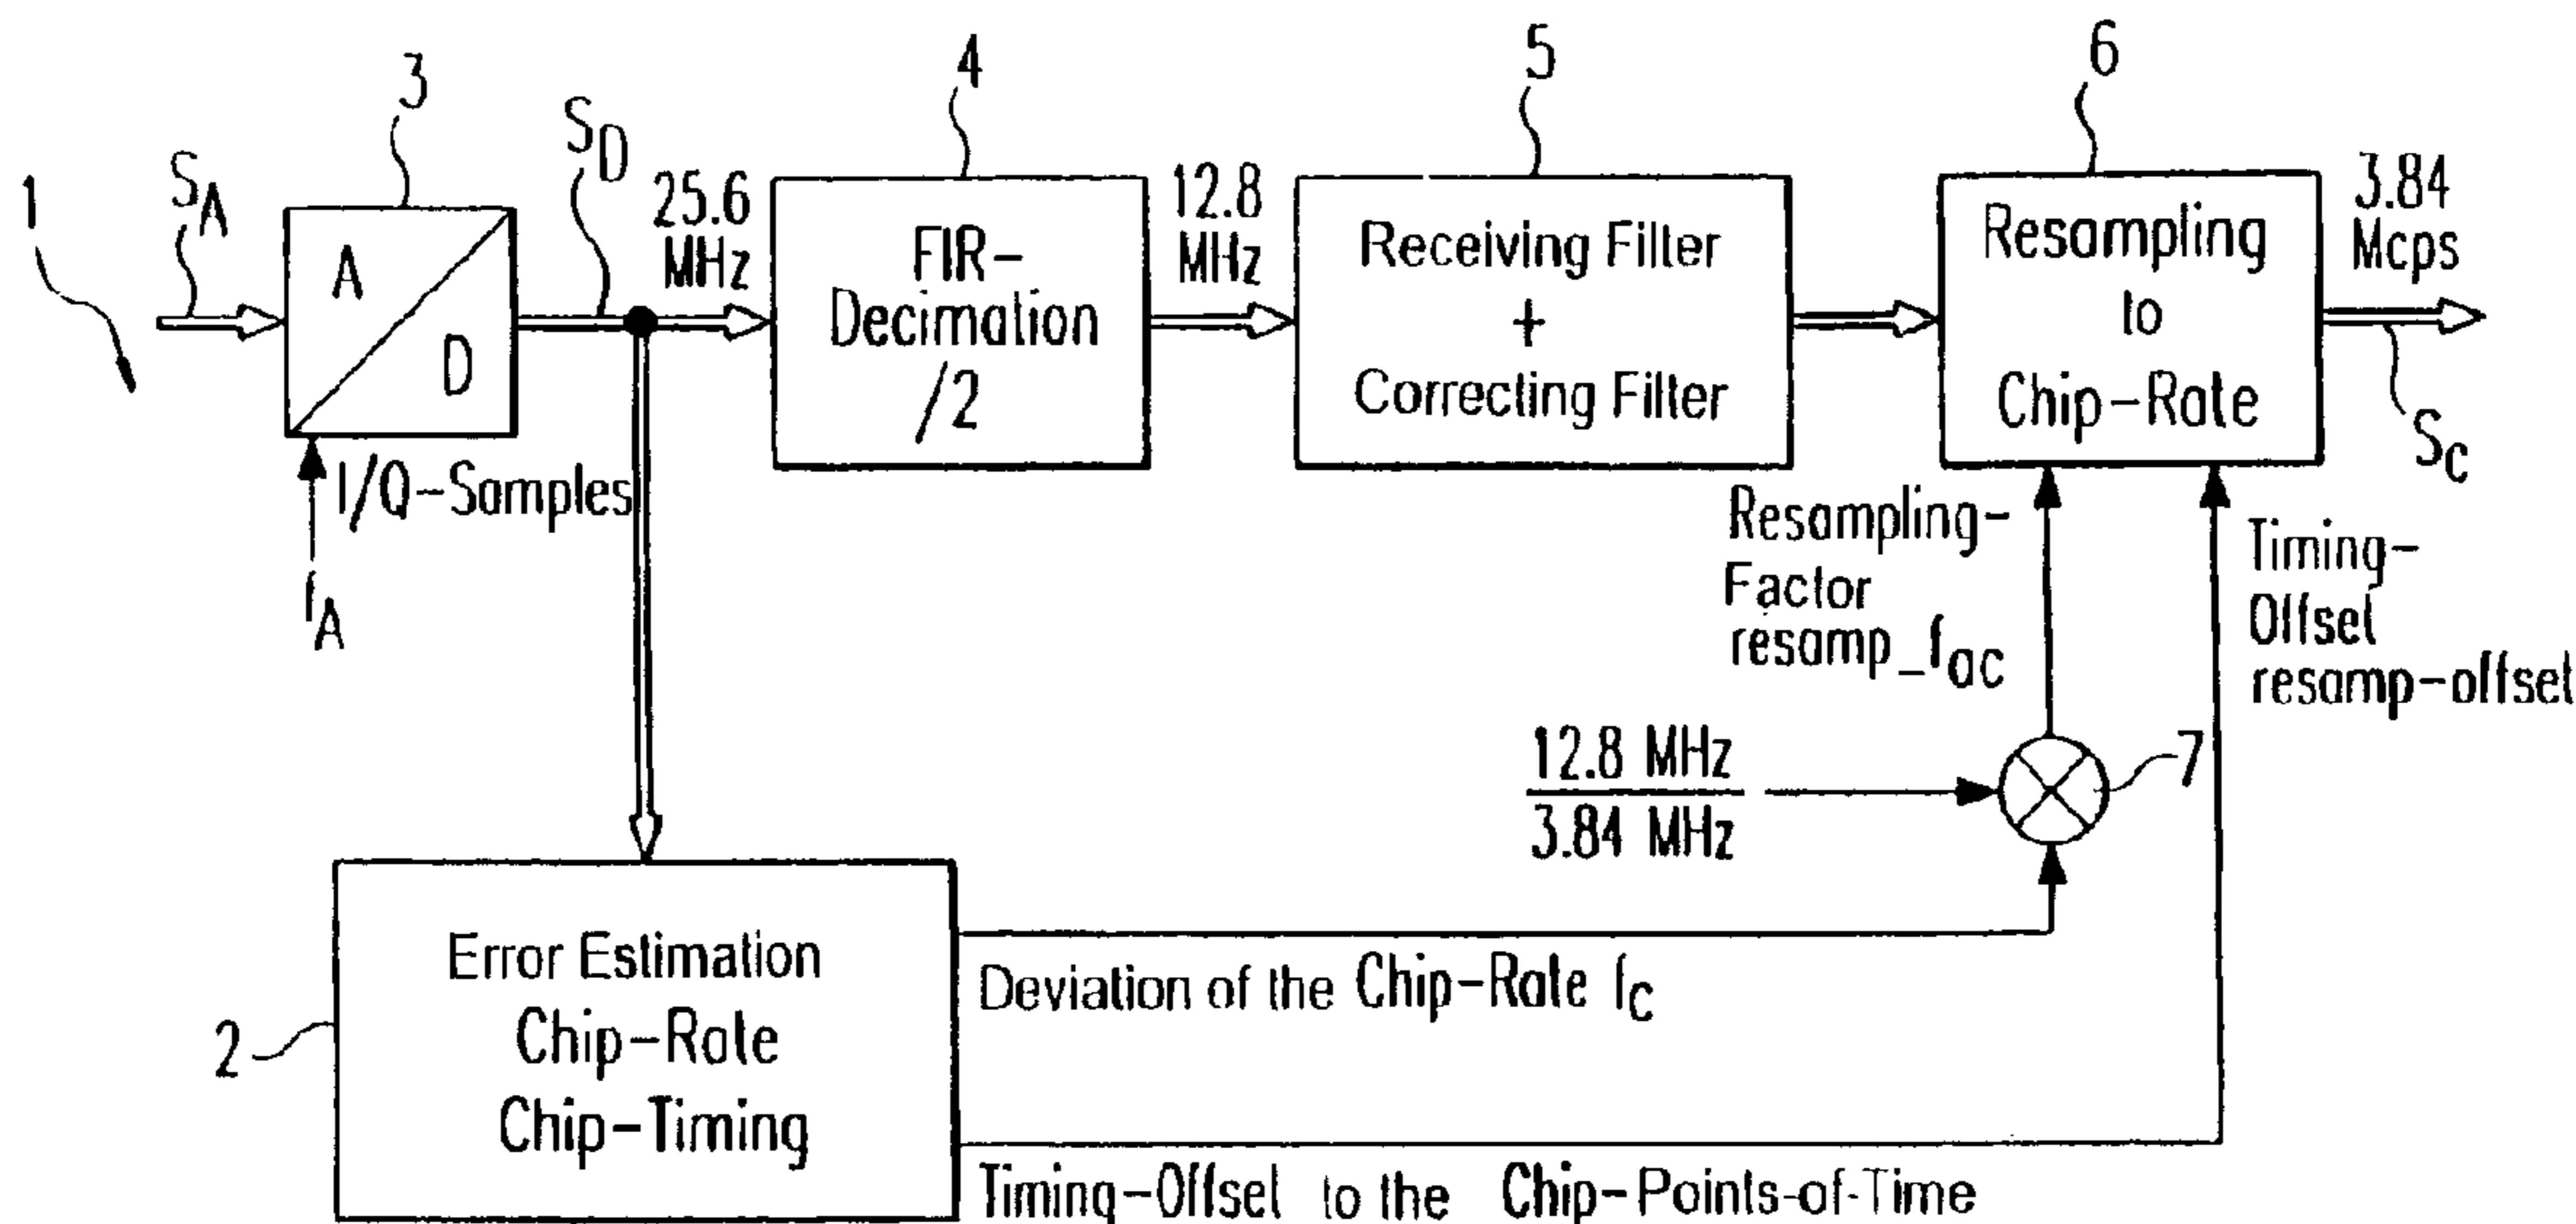 1
S_A
3
A
D
f_A
I/Q-Samples
S_D
25.6
MHz
4
FIR-
Decimation
/2
12.8
MHz
5
Receiving Filter
+
Correcting Filter
6
Resampling
to
Chip-Rate
3.84
Mcps
S_C
Resampling-
Factor
resamp_f_ac
Timing-
Offset
resamp-offset
12.8 MHz
3.84 MHz
7
2
Error Estimation
Chip-Rate
Chip-Timing
Deviation of the Chip-Rate f_C
Timing-Offset to the Chip-Points-of-Time